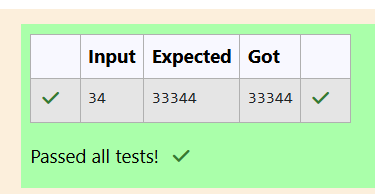 Input Expected Got
34 33344 33344
Passed all tests!